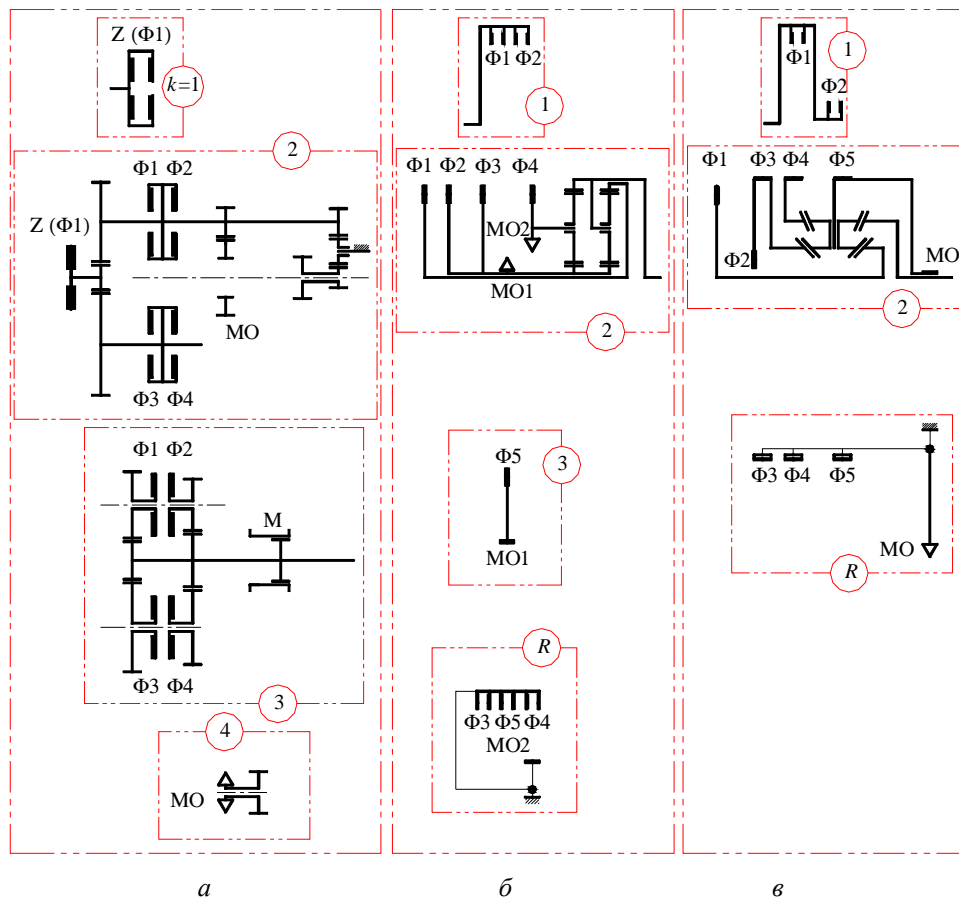 Z (Ф1)
k=1
Ф1 Ф2
1
Ф1
Ф2
1
2
Ф1 Ф2
Z (Ф1)
МО
Ф3 Ф4
Ф1 Ф2 Ф3 Ф4
МО2
МО1
2
Ф1 Ф3 Ф4 Ф5
Ф2
МО
2
Ф1 Ф2
М
Ф3 Ф4
3
Ф5
3
МО1
Ф3 Ф4 Ф5
МО
R
4
МО
R
Ф3 Ф5 Ф4
МО2
а б в